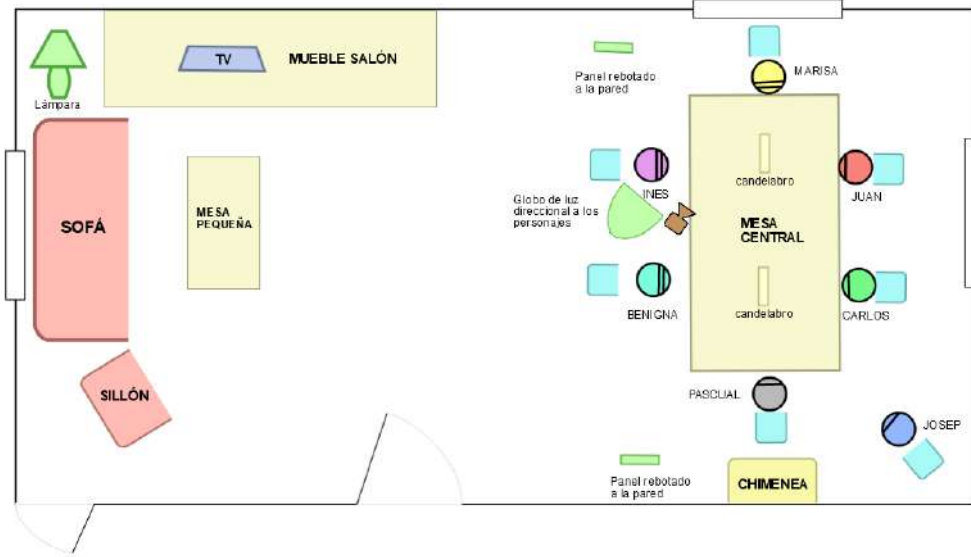 TV
MUEBLE SALÓN
Lámpara
Panel rebotado
a la pared
MARISA
SOFÁ
MESA
PEQUEÑA
INES
Globo de luz
direccional a los
personajes
candelabro
JUAN
MESA
CENTRAL
BENIGNA
candelabro
CARLOS
SILLÓN
PASCUAL
JOSEP
Panel rebotado
a la pared
CHIMENEA